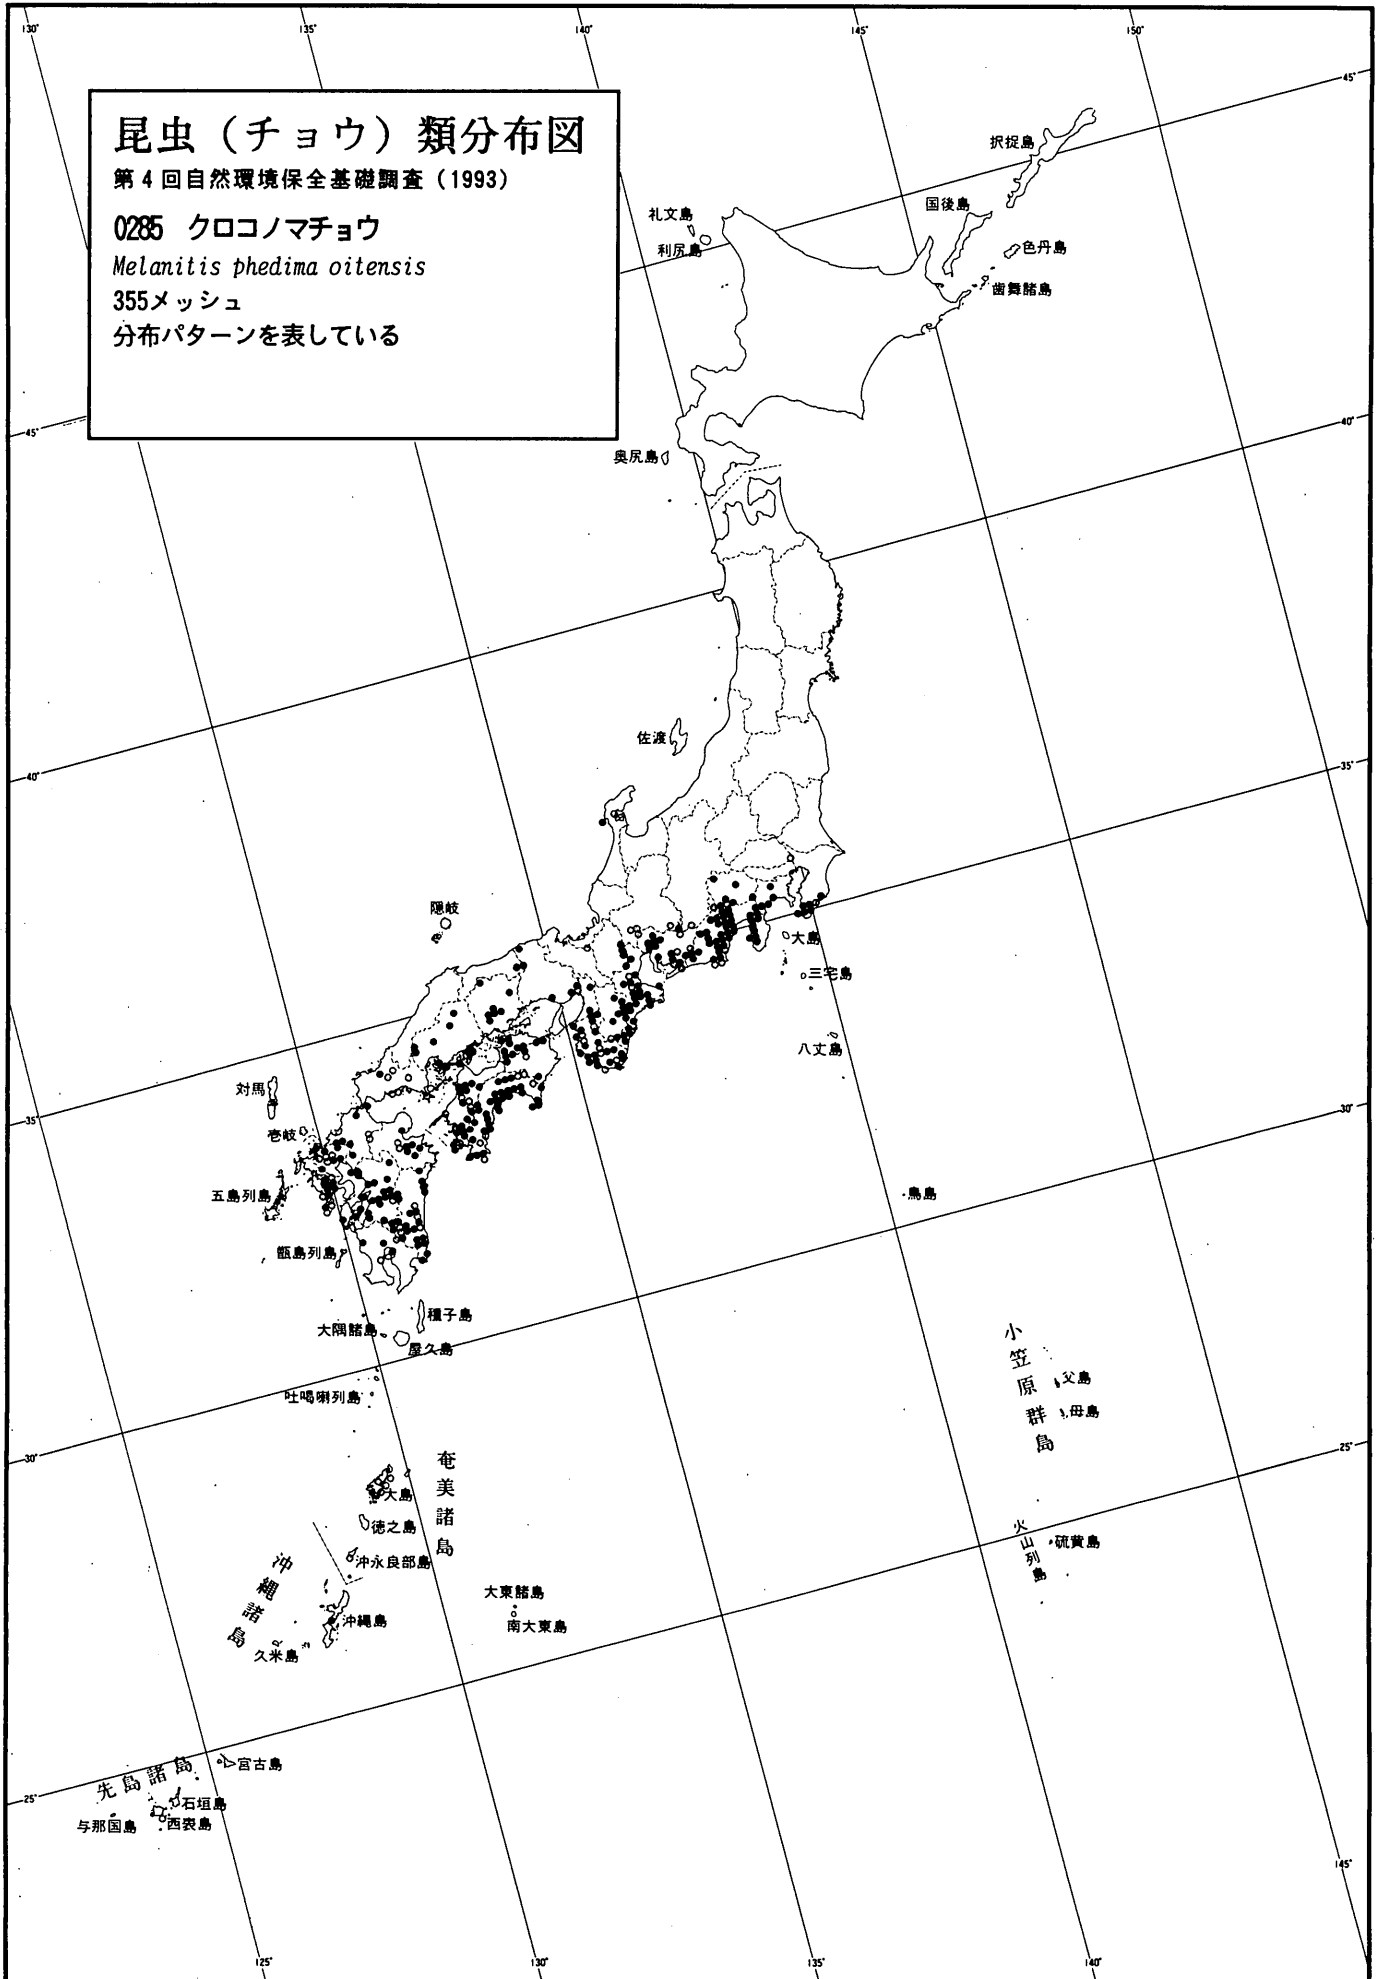 130°
135°
140°
145°
150°
昆虫（チョウ）類分布図
第4回自然環境保全基礎調査（1993）
0285 クロコノマチョウ
Melanitis phedima oitensis
355メッシュ
分布パターンを表している
45°
択捉島
国後島
色丹島
歯舞諸島
礼文島
利尻島
45°
40°
奥尻島
佐渡
40°
35°
隠岐
大島
三宅島
八丈島
対馬
壱岐
35°
30°
五島列島
鳥島
甑島列島
種子島
大隅諸島
屋久島
吐喝喇列島
小笠原群島
父島
母島
30°
25°
奄美諸島
大島
徳之島
沖永良部島
火山列島
硫黄島
沖縄諸島
沖縄島
久米島
大東諸島
南大東島
先島諸島
宮古島
石垣島
西表島
与那国島
25°
145°
125°
130°
135°
140°